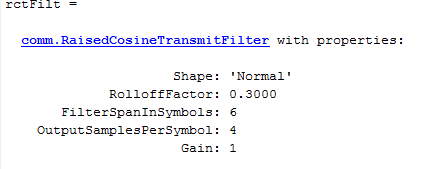 rctFilt =
comm.RaisedCosineTransmitFilter with properties:
Shape: 'Normal'
RolloffFactor: 0.3000
FilterSpanInSymbols: 6
OutputSamplesPerSymbol: 4
Gain: 1